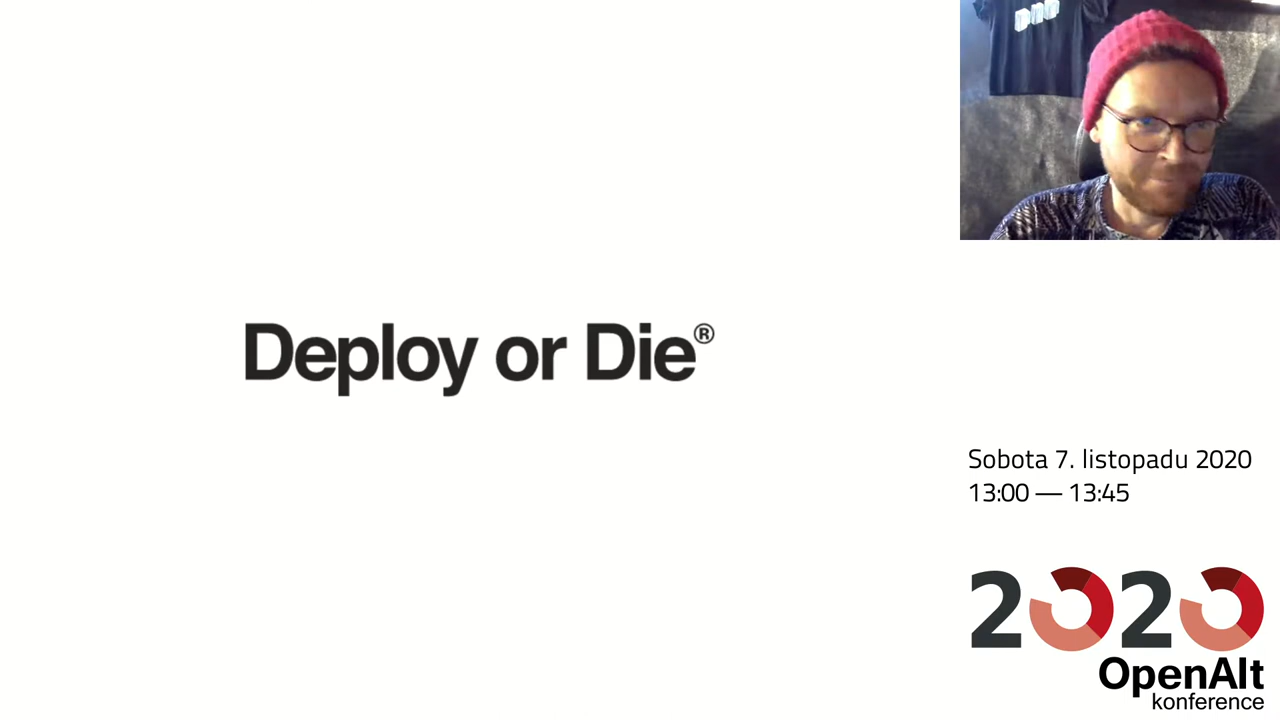 Deploy or Die®
Sobota 7. listopadu 2020
13:00 — 13:45
2020
OpenAlt
konference